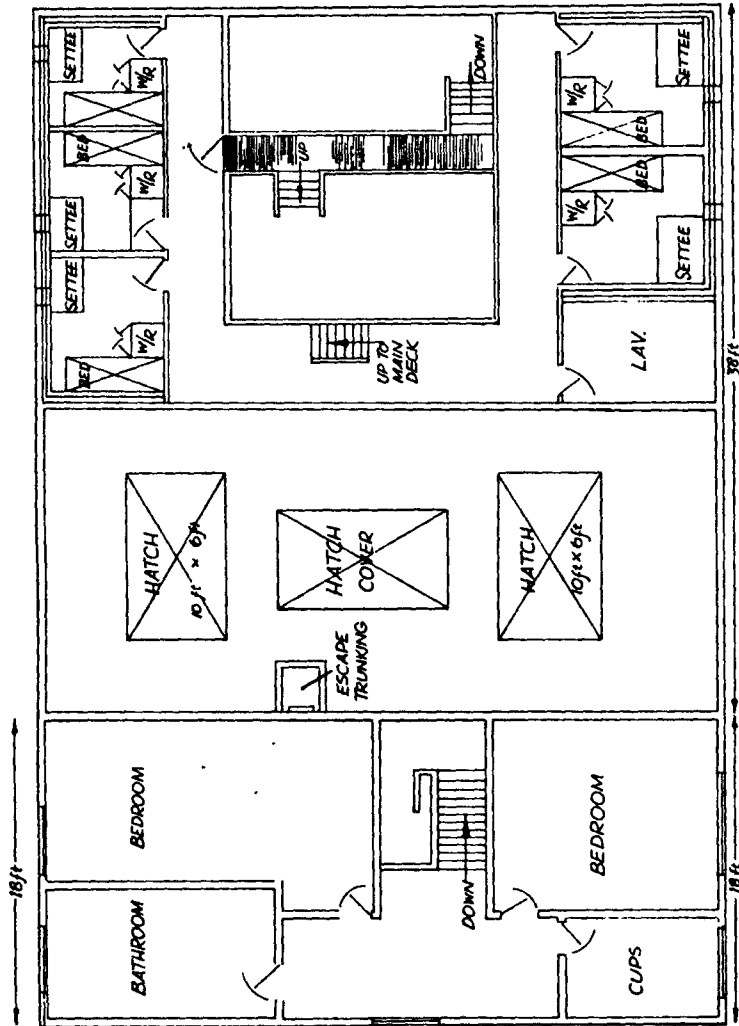 SETTEE
W/R
BED
W/R
SETTEE
SETTEE
W/R
BED
DOWN
UP
UP TO
MAIN
DECK
SETTEE
W/R
BED
BED
W/R
SETTEE
LAV.
38ft
HATCH
10ft × 6ft
HATCH
COVER
HATCH
10ft × 6ft
ESCAPE
TRUNKING
18ft
BEDROOM
BATHROOM
DOWN
BEDROOM
CUPS
18ft